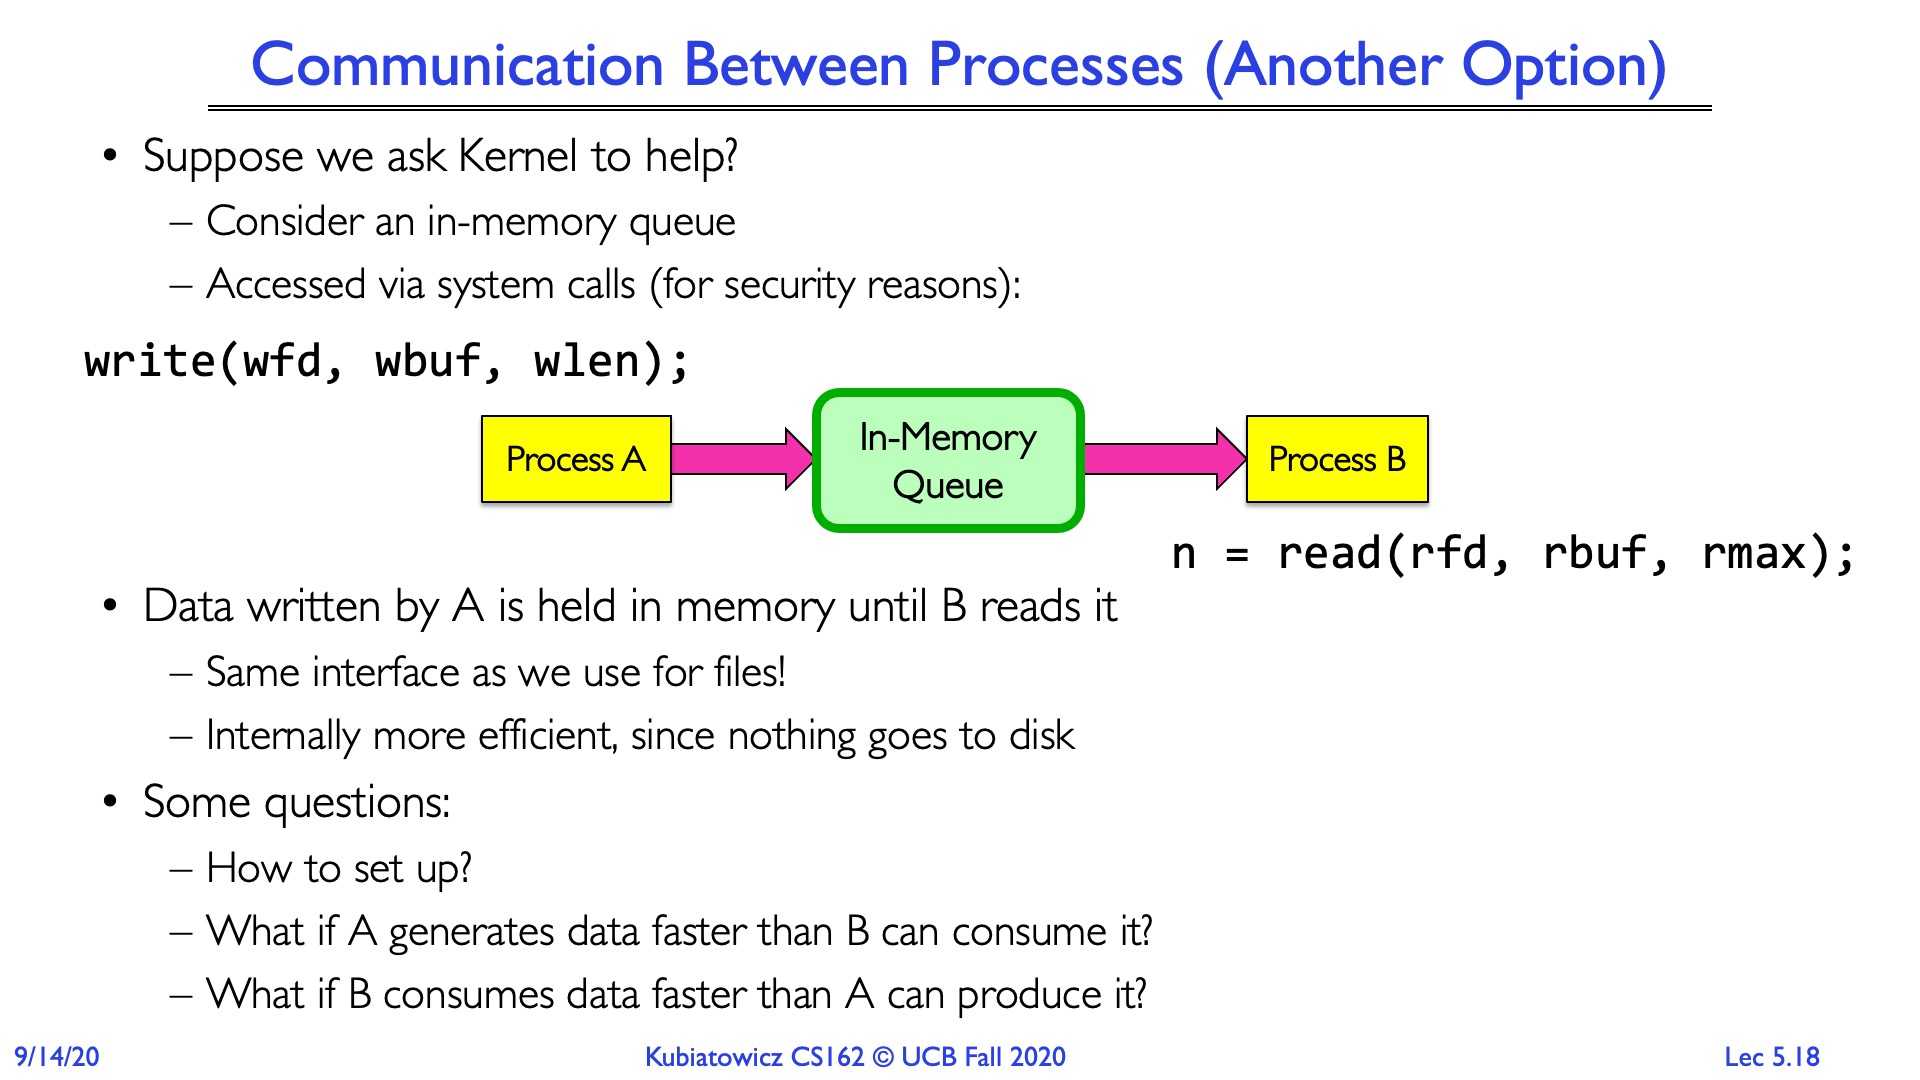 Communication Between Processes (Another Option)
• Suppose we ask Kernel to help?
– Consider an in-memory queue
– Accessed via system calls (for security reasons):
write(wfd, wbuf, wlen);
Process A
In-Memory
Queue
Process B
n = read(rfd, rbuf, rmax);
• Data written by A is held in memory until B reads it
– Same interface as we use for files!
– Internally more efficient, since nothing goes to disk
• Some questions:
– How to set up?
– What if A generates data faster than B can consume it?
– What if B consumes data faster than A can produce it?
9/14/20
Kubiatowicz CS162 © UCB Fall 2020
Lec 5.18